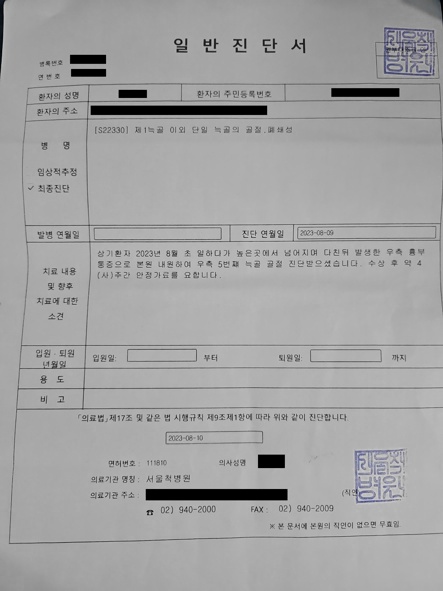 일 반 진 단 서
병록번호
연 번 호
환자의 성명
환자의 주민등록번호
환자의 주소
병 명
임상적추정
✓ 최종진단
[S22330] 제1늑골 이외 단일 늑골의 골절,폐쇄성
발병 연월일
진단 연월일
2023-08-09
치료 내용
및 향후
치료에 대한
소견
상기환자 2023년 8월 초 일하다가 높은곳에서 넘어지며 다친뒤 발생한 우측 흉부
통증으로 본원 내원하여 우측 5번째 늑골 골절 진단받으셨습니다. 수상 후 약 4
(사)주간 안정가료를 요합니다.
입원 · 퇴원
년월일
입원일:
부터
퇴원일:
까지
용 도
비 고
「의료법」제17조 및 같은 법 시행규칙 제9조제1항에 따라 위와 같이 진단합니다.
2023-08-10
면허번호 : 111810
의사성명
의료기관 명칭 : 서울척병원
의료기관 주소 :
(직인
☎ 02) 940-2000 FAX : 02) 940-2009
※ 본 문서에 본원의 직인이 없으면 무효임